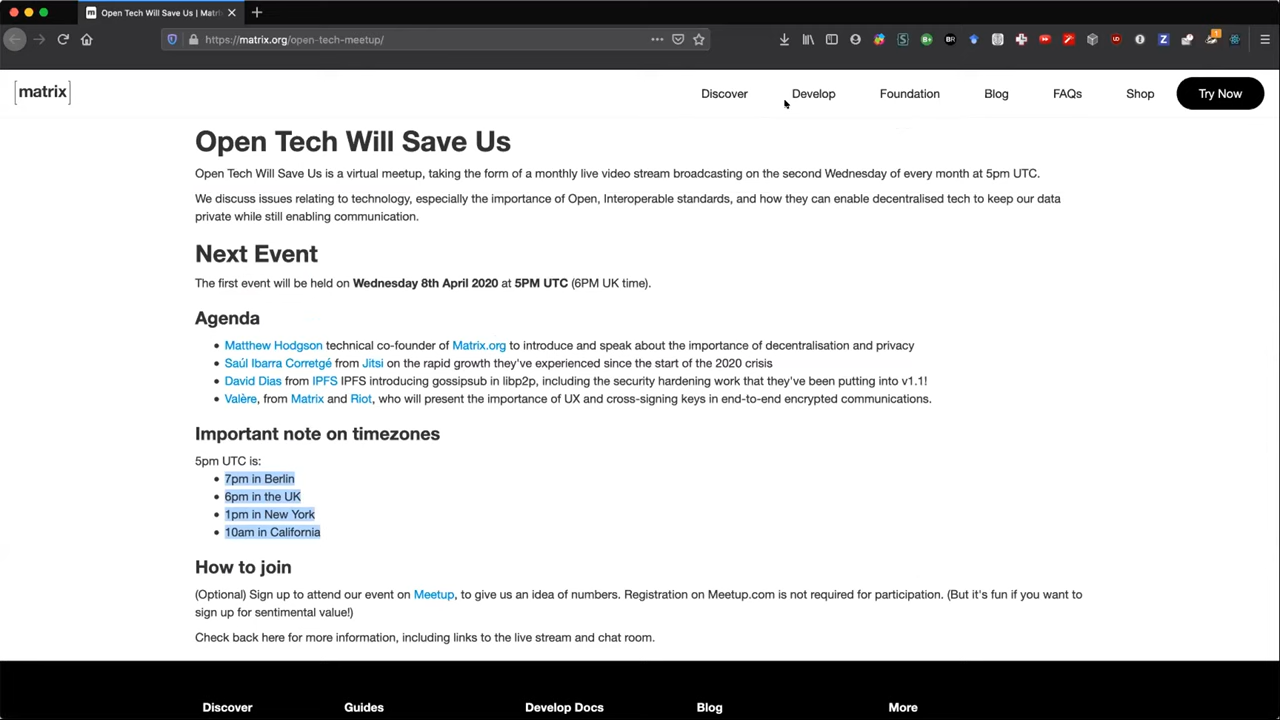 Open Tech Will Save Us | Matri
https://matrix.org/open-tech-meetup/
[matrix]
Discover Develop Foundation Blog FAQs Shop Try Now
Open Tech Will Save Us
Open Tech Will Save Us is a virtual meetup, taking the form of a monthly live video stream broadcasting on the second Wednesday of every month at 5pm UTC.
We discuss issues relating to technology, especially the importance of Open, Interoperable standards, and how they can enable decentralised tech to keep our data
private while still enabling communication.
Next Event
The first event will be held on Wednesday 8th April 2020 at 5PM UTC (6PM UK time).
Agenda
Matthew Hodgson technical co-founder of Matrix.org to introduce and speak about the importance of decentralisation and privacy
Saúl Ibarra Corretgé from Jitsi on the rapid growth they've experienced since the start of the 2020 crisis
David Dias from IPFS IPFS introducing gossipsub in libp2p, including the security hardening work that they've been putting into v1.1!
Valère, from Matrix and Riot, who will present the importance of UX and cross-signing keys in end-to-end encrypted communications.
Important note on timezones
5pm UTC is:
7pm in Berlin
6pm in the UK
1pm in New York
10am in California
How to join
(Optional) Sign up to attend our event on Meetup, to give us an idea of numbers. Registration on Meetup.com is not required for participation. (But it's fun if you want to
sign up for sentimental value!)
Check back here for more information, including links to the live stream and chat room.
Discover Guides Develop Docs Blog More